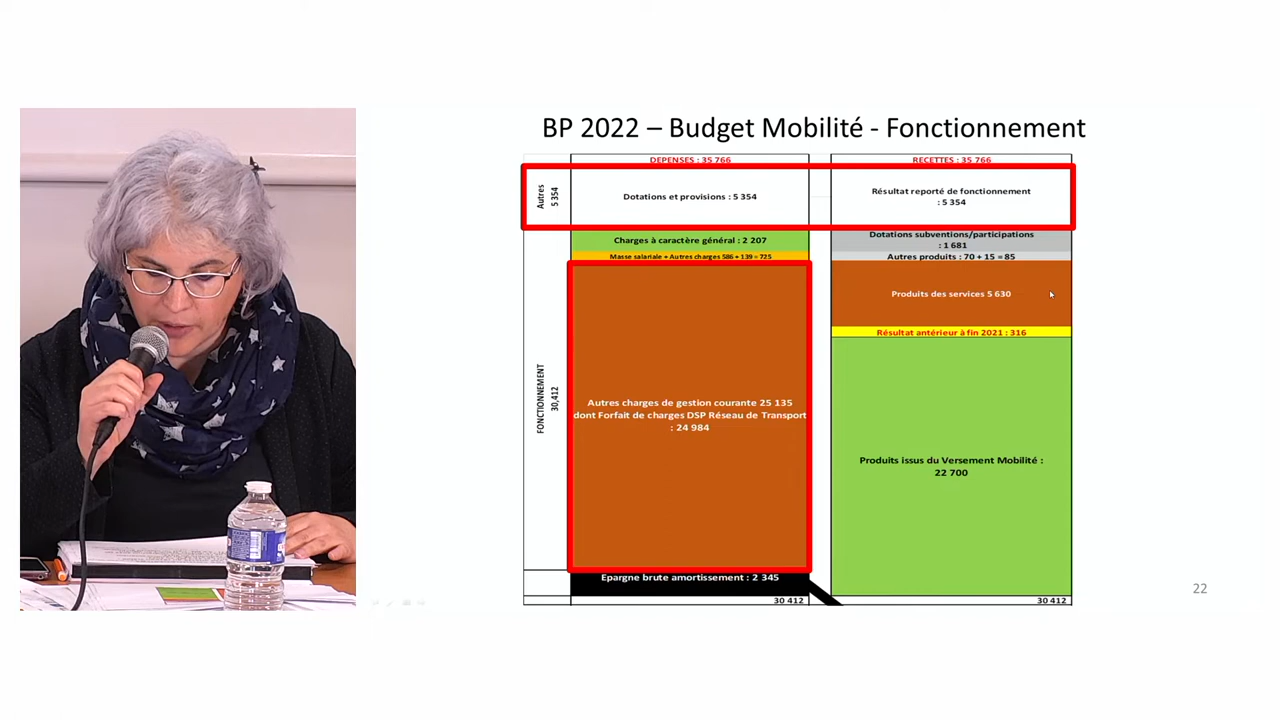 BP 2022 – Budget Mobilité - Fonctionnement
DEPENSES : 35 766
RECETTES : 35 766
Autres
5 354
Dotations et provisions : 5 354
Résultat reporté de fonctionnement
: 5 354
Charges à caractère général : 2 207
Dotations subventions/participations
: 1 681
Masse salariale + Autres charges 586 + 139 = 725
Autres produits : 70 + 15 = 85
Produits des services 5 630
Résultat antérieur à fin 2021 : 316
FONCTIONNEMENT
30,412
Autres charges de gestion courante 25 135
dont Forfait de charges DSP Réseau de Transport
: 24 984
Produits issus du Versement Mobilité :
22 700
Epargne brute amortissement : 2 345
30 412
30 412
22